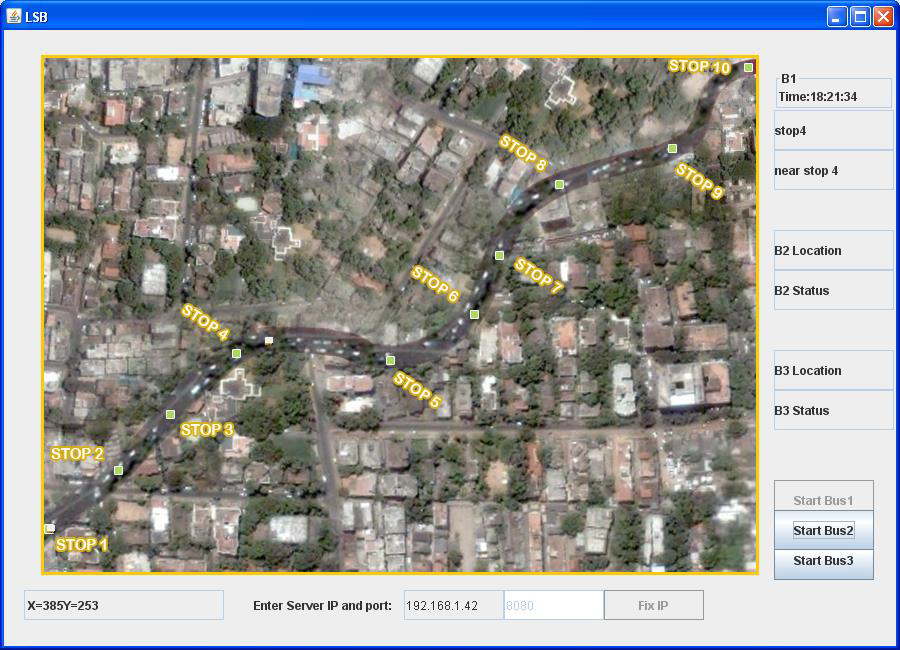 LSB
STOP 10
B1
Time:18:21:34
stop4
near stop 4
STOP 8
STOP 9
B2 Location
B2 Status
STOP 7
STOP 6
STOP 4
STOP 5
B3 Location
B3 Status
STOP 3
STOP 2
STOP 1
Start Bus1
Start Bus2
Start Bus3
X=385Y=253
Enter Server IP and port:
192.168.1.42
8080
Fix IP